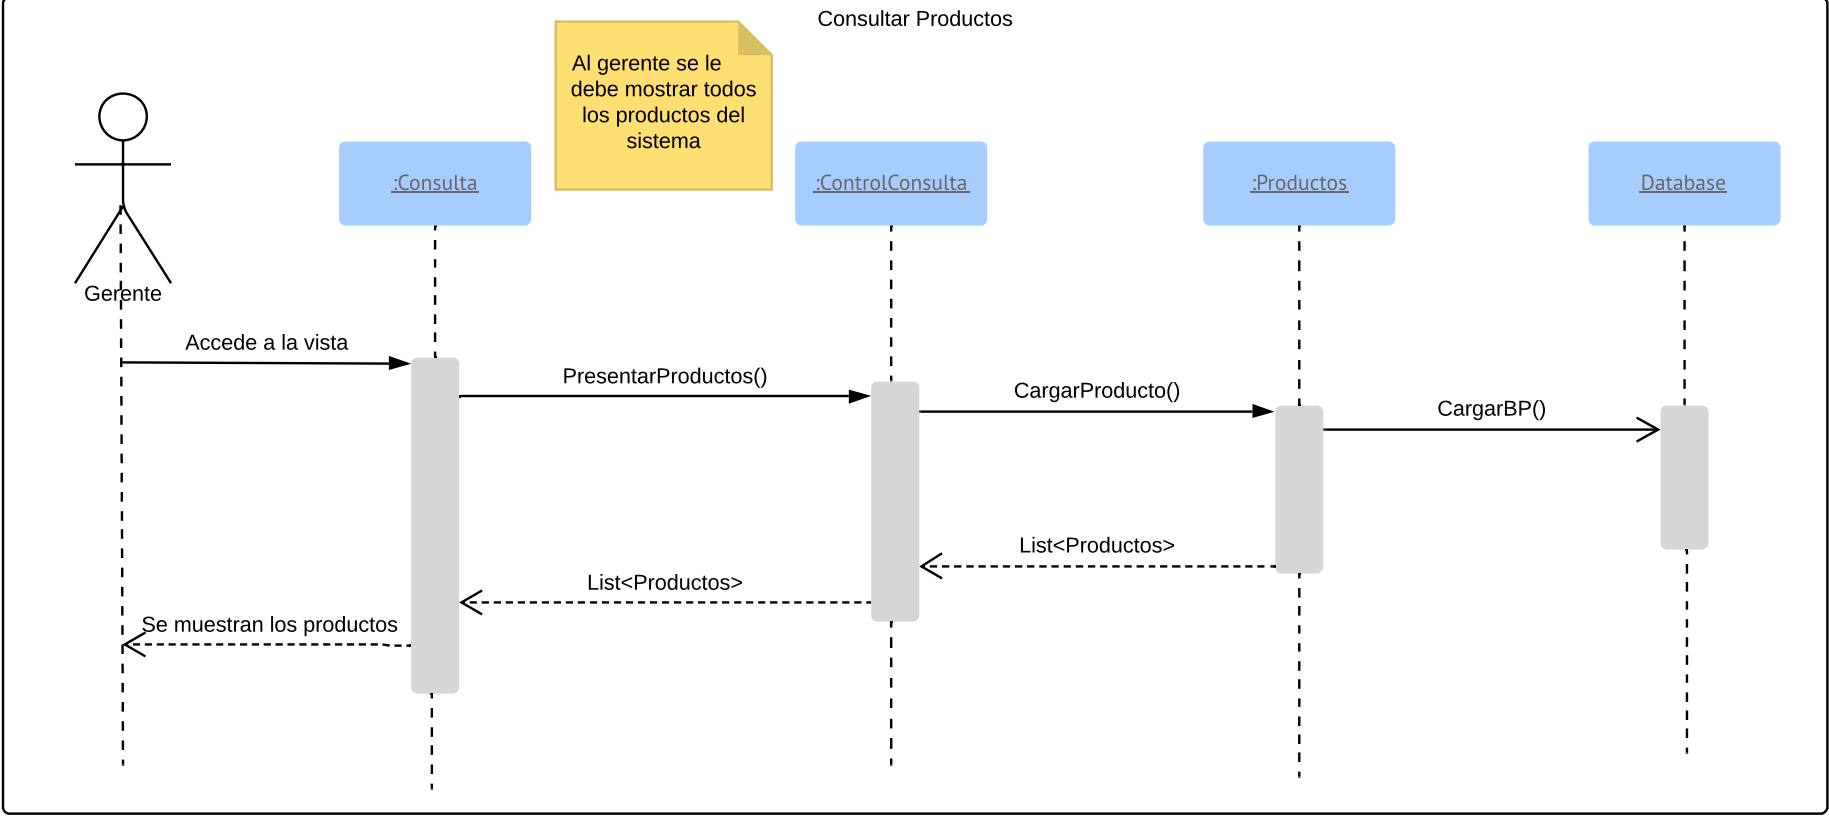 Consultar Productos
Al gerente se le
debe mostrar todos
los productos del
sistema
:Consulta
:ControlConsulta
:Productos
Database
Gerente
Accede a la vista
PresentarProductos()
CargarProducto()
CargarBP()
List<Productos>
List<Productos>
Se muestran los productos